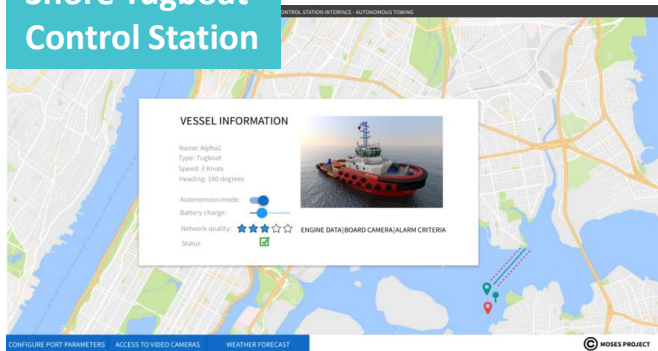 Shore Tugboat
Control Station
CONTROL STATION INTERFACE - AUTONOMOUS TOWING
VESSEL INFORMATION
Name: Alpha1
Type: Tugboat
Speed: 3 Knots
Heading: 180 degrees
Autonomous mode:
Battery charge:
Network quality:
Status
ENGINE DATA|BOARD CAMERA|ALARM CRITERIA
CONFIGURE PORT PARAMETERS ACCESS TO VIDEO CAMERAS WEATHER FORECAST
C MOSES PROJECT